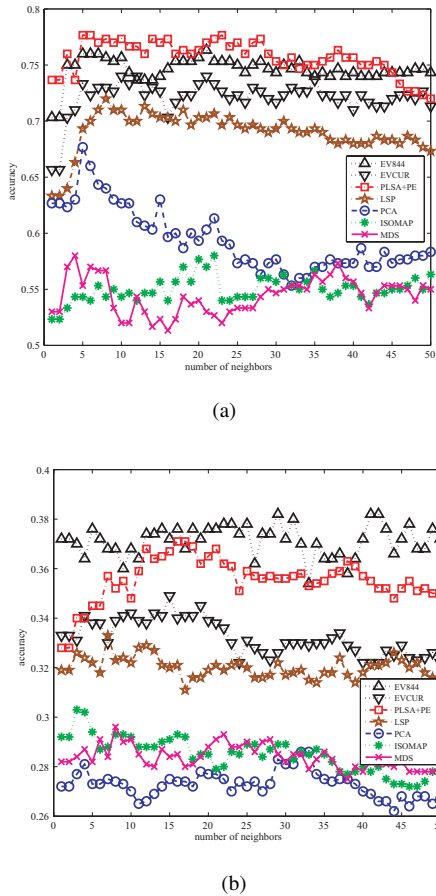 0.8
0.75
0.7
0.65
0.6
0.55
0.5
accuracy
EV844
EVCUR
PLSA+PE
LSP
PCA
ISOMAP
MDS
0 5 10 15 20 25 30 35 40 45 50
number of neighbors
(a)
0.4
0.38
0.36
0.34
0.32
0.3
0.28
0.26
accuracy
EV844
EVCUR
PLSA+PE
LSP
PCA
ISOMAP
MDS
0 5 10 15 20 25 30 35 40 45 50
number of neighbors
(b)